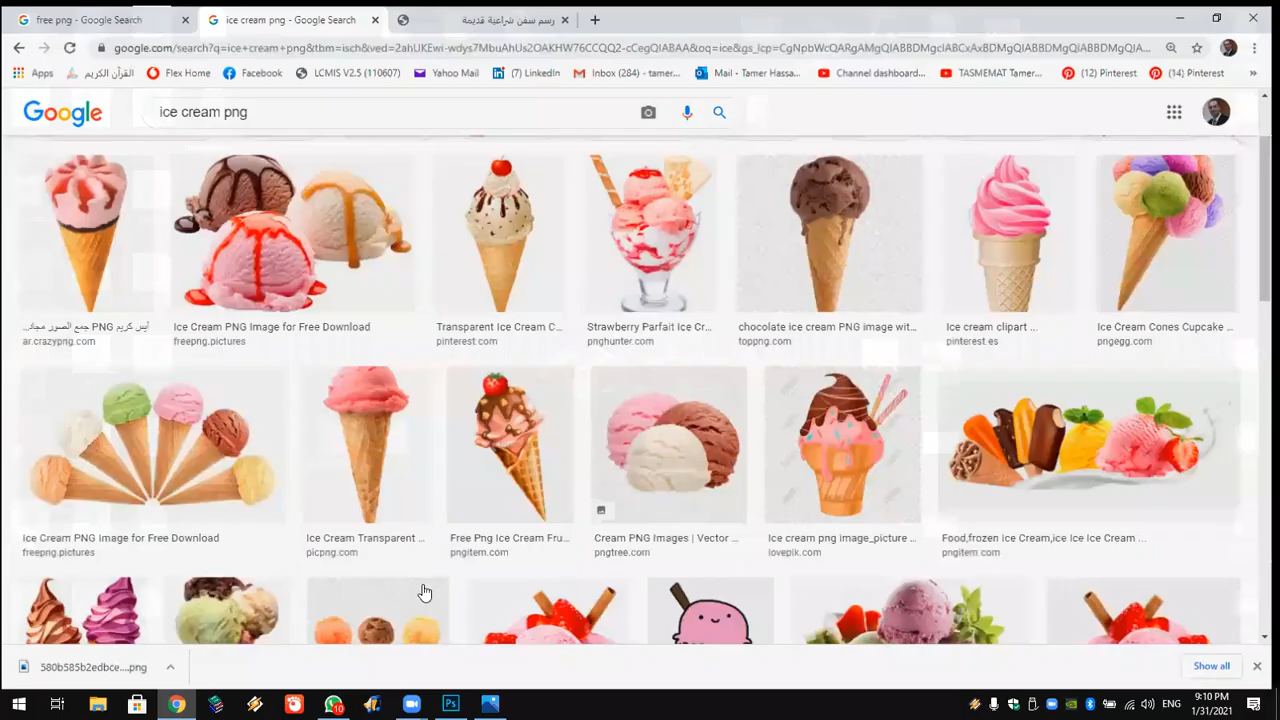 free png - Google Search
ice cream png - Google Search
رسم سفن شراعية قديمة
google.com/search?q=ice+cream+png&tbm=isch&ved=2ahUKEwi-wdys7MbuAhUs2OAKHW76CCQQ2-cCegQIABAA&oq=ice&gs_lcp=CgNpbWcQARgAMgQIABBDMgcIABCxAxBDMgQIABBDMgQIABBDMgQIABBDMgQIABBDMgQIABBDMgQIAB...
Apps
القرآن الكريم
Flex Home
Facebook
LCMIS V2.5 (110607)
Yahoo Mail
(7) LinkedIn
Inbox (284) - tamer...
Mail - Tamer Hassa...
Channel dashboard...
TASMEMAT Tamer...
(12) Pinterest
(14) Pinterest
»
Google
ice cream png
آيس كريم PNG جمع الصور مجاد...
ar.crazypng.com
Ice Cream PNG Image for Free Download
freepng.pictures
Transparent Ice Cream C...
pinterest.com
Strawberry Parfait Ice Cr...
pnghunter.com
chocolate ice cream PNG image wit...
toppng.com
Ice cream clipart ...
pinterest.es
Ice Cream Cones Cupcake ...
pngegg.com
Ice Cream PNG Image for Free Download
freepng.pictures
Ice Cream Transparent ...
picpng.com
Free Png Ice Cream Fru...
pngitem.com
Cream PNG Images | Vector ...
pngtree.com
Ice cream png image_picture ...
lovepik.com
Food,frozen Ice Cream,ice Ice Ice Cream ...
pngitem.com
580b585b2edbce....png
Show all
10
Ps
ENG
9:10 PM
1/31/2021